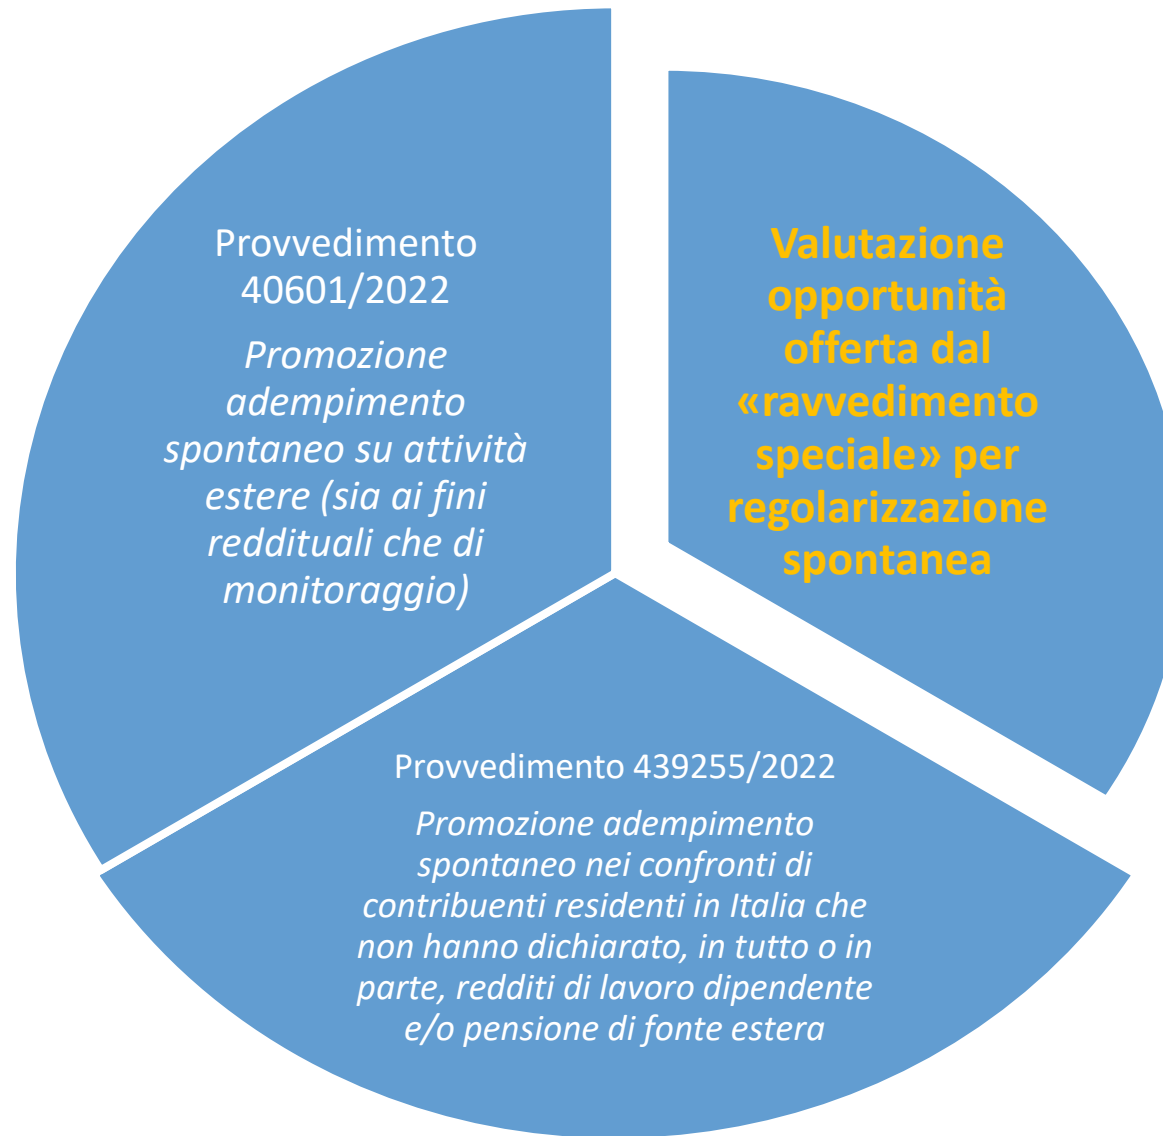 Provvedimento
40601/2022
Promozione
adempimento
spontaneo su attività
estere (sia ai fini
reddituali che di
monitoraggio)
Valutazione
opportunità
offerta dal
«ravvedimento
speciale» per
regolarizzazione
spontanea
Provvedimento 439255/2022
Promozione adempimento
spontaneo nei confronti di
contribuenti residenti in Italia che
non hanno dichiarato, in tutto o in
parte, redditi di lavoro dipendente
e/o pensione di fonte estera